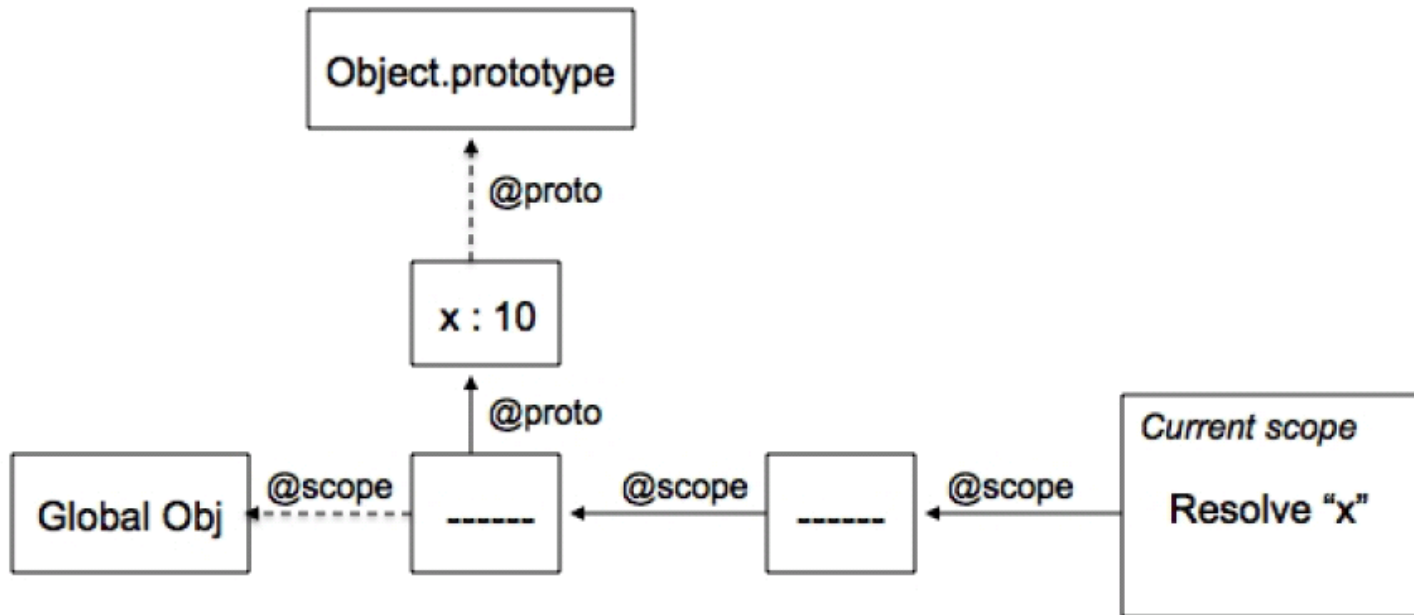 Object.prototype
@proto
x : 10
@proto
Current scope
Global Obj
@scope
------
@scope
------
@scope
Resolve “x”